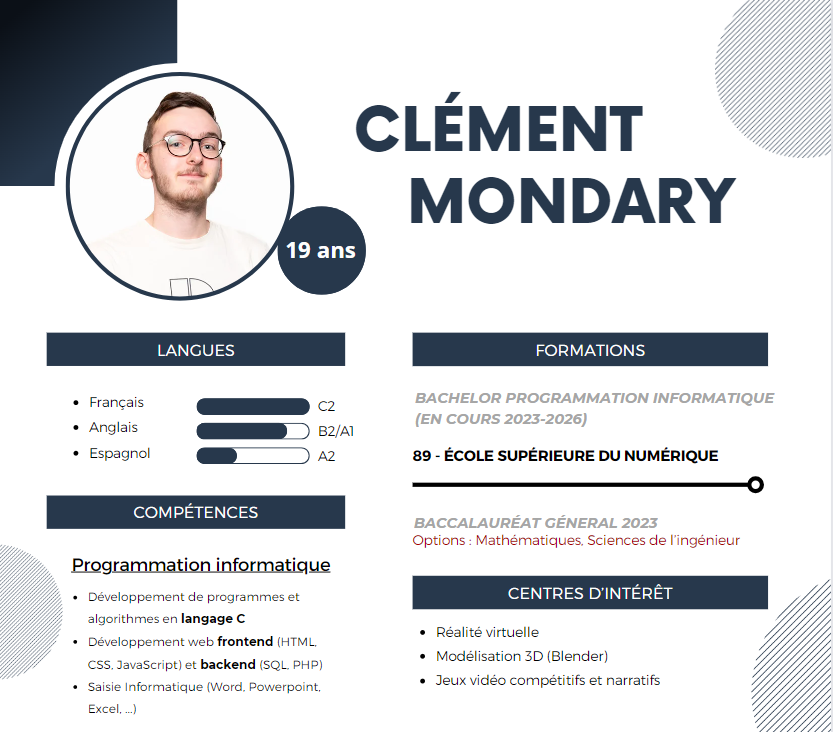 CLÉMENT
MONDARY
19 ans
LANGUES
Français C2
Anglais B2/A1
Espagnol A2
COMPÉTENCES
Programmation informatique
Développement de programmes et
algorithmes en langage C
Développement web frontend (HTML,
CSS, JavaScript) et backend (SQL, PHP)
Saisie Informatique (Word, Powerpoint,
Excel, ...)
FORMATIONS
BACHELOR PROGRAMMATION INFORMATIQUE
(EN COURS 2023-2026)
89 - ÉCOLE SUPÉRIEURE DU NUMÉRIQUE
BACCALAURÉAT GÉNERAL 2023
Options : Mathématiques, Sciences de l'ingénieur
CENTRES D'INTÉRÊT
Réalité virtuelle
Modélisation 3D (Blender)
Jeux vidéo compétitifs et narratifs